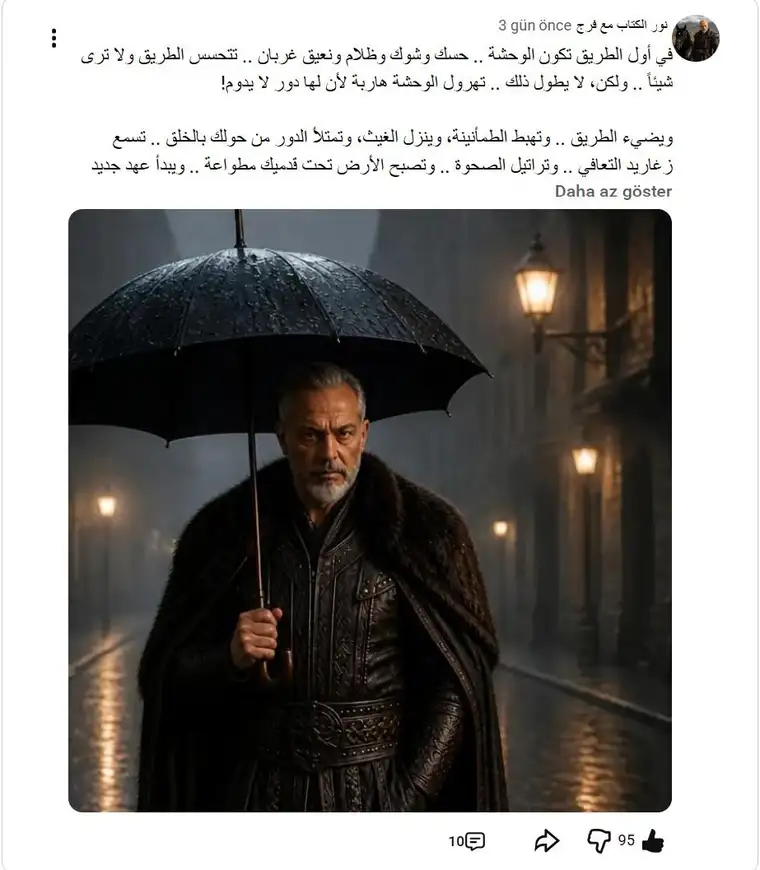 نور الكتاب مع فرج 3 gün önce
في أول الطريق تكون الوحشة .. حسك وشوك وظلام ونعيق غربان .. تتحسس الطريق ولا ترى
شيئاً .. ولكن، لا يطول ذلك .. تهرول الوحشة هاربة لأن لها دور لا يدوم!
ويضيء الطريق .. وتهبط الطمأنينة، وينزل الغيث، وتمتلأ الدور من حولك بالخلق .. تسمع
زغاريد التعافي .. وتراتيل الصحوة .. وتصبح الأرض تحت قدميك مطواعة .. ويبدأ عهد جديد
Daha az göster
10 95